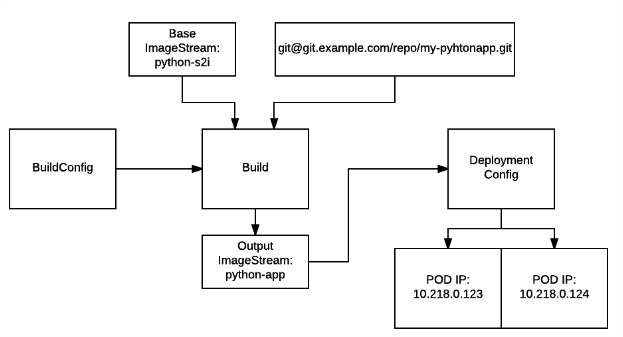 Base
ImageStream:
python-s2i
git@git.example.com/repo/my-pyhtonapp.git
BuildConfig
Build
Deployment
Config
Output
ImageStream:
python-app
POD IP:
10.218.0.123
POD IP:
10.218.0.124